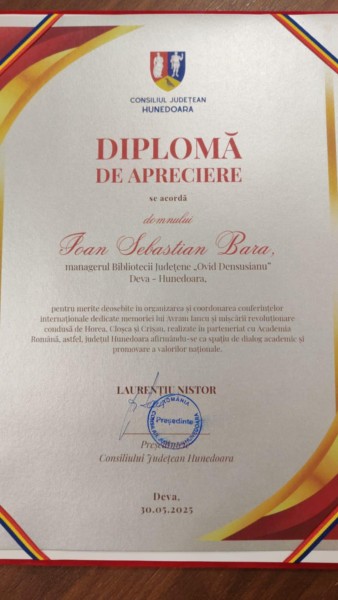 CONSILIUL JUDEȚEAN
HUNEDOARA
DIPLOMĂ
DE APRECIERE
se acordă
domnului
Ioan Sebastian Bara,
managerul Bibliotecii Județene „Ovid Densusianu”
Deva - Hunedoara,
pentru merite deosebite în organizarea și coordonarea conferințelor
internaționale dedicate memoriei lui Avram Iancu și mișcării revoluționare
conduse de Horea, Cloșca și Crișan, realizate în parteneriat cu Academia
Română, astfel, județul Hunedoara afirmându-se ca spațiu de dialog academic și
promovare a valorilor naționale.
LAURENȚIU NISTOR
ROMÂNIA
Președinte
Președintele
Consiliului Județean Hunedoara
Deva,
30.05.2025